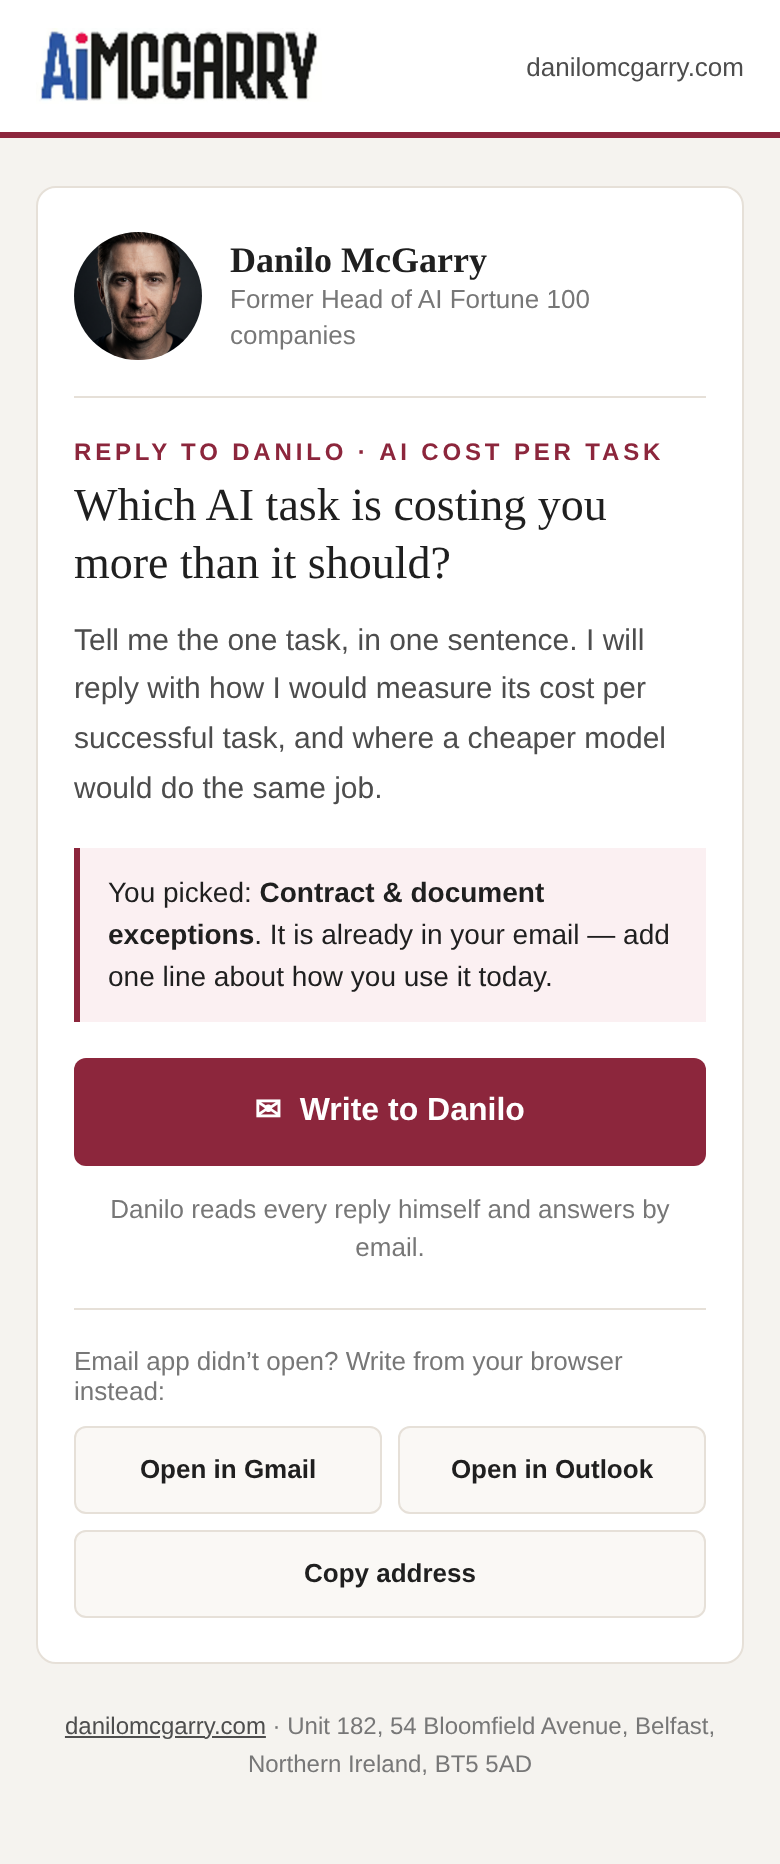 AiMCGARRY
danilomcgarry.com
Danilo McGarry
Former Head of AI Fortune 100
companies
REPLY TO DANILO · AI COST PER TASK
Which AI task is costing you
more than it should?
Tell me the one task, in one sentence. I will
reply with how I would measure its cost per
successful task, and where a cheaper model
would do the same job.
You picked: Contract & document
exceptions. It is already in your email — add
one line about how you use it today.
✉ Write to Danilo
Danilo reads every reply himself and answers by
email.
Email app didn’t open? Write from your browser
instead:
Open in Gmail
Open in Outlook
Copy address
danilomcgarry.com · Unit 182, 54 Bloomfield Avenue, Belfast,
Northern Ireland, BT5 5AD